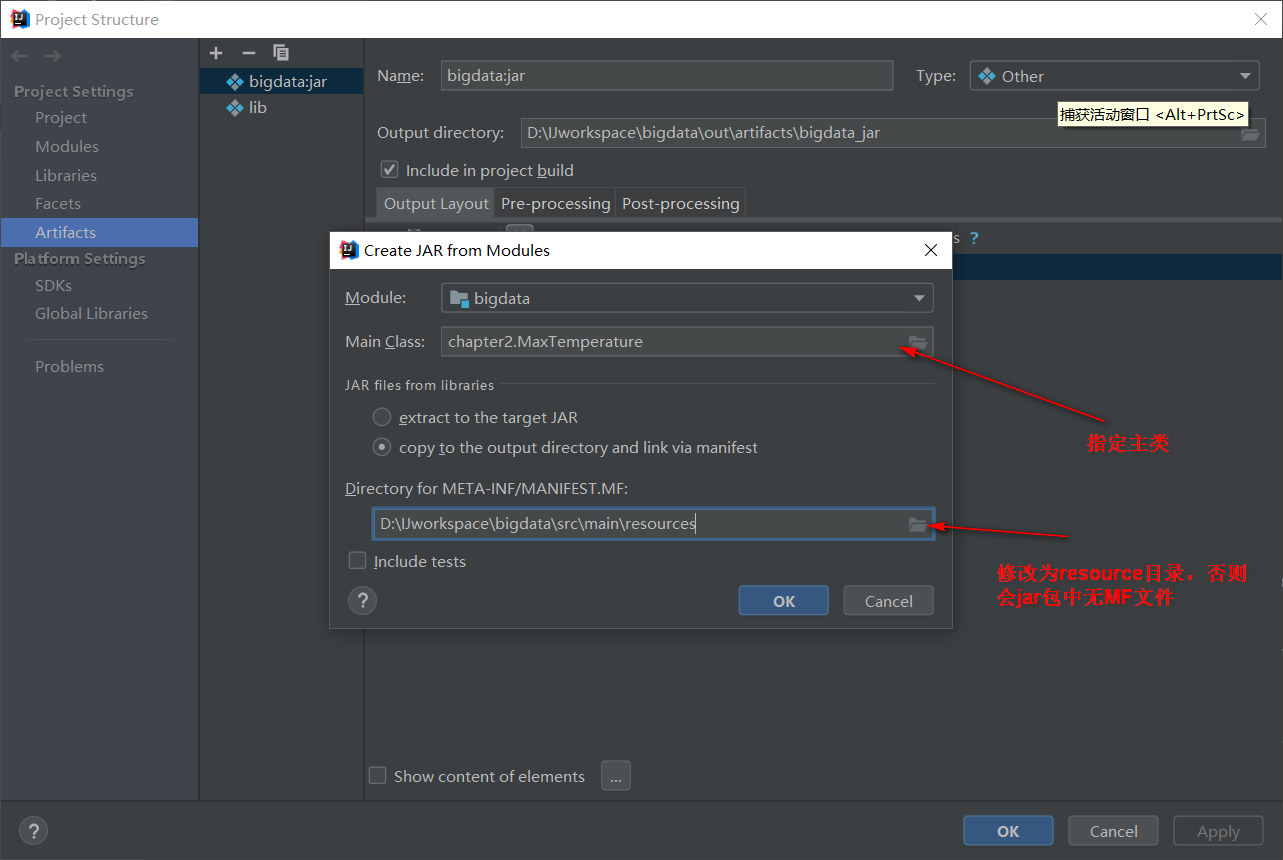 Project Structure
Project Settings
Project
Modules
Libraries
Facets
Artifacts
Platform Settings
SDKs
Global Libraries
Problems
bigdata:jar
lib
Name: bigdata:jar Type: Other
捕获活动窗口 <Alt+PrtSc>
Output directory: D:\IJworkspace\bigdata\out\artifacts\bigdata_jar
Include in project build
Output Layout Pre-processing Post-processing
s ?
Create JAR from Modules
Module: bigdata
Main Class: chapter2.MaxTemperature
JAR files from libraries
extract to the target JAR
copy to the output directory and link via manifest
Directory for META-INF/MANIFEST.MF:
D:\IJworkspace\bigdata\src\main\resources
Include tests
?
OK Cancel
指定主类
修改为resource目录，否则
会jar包中无MF文件
Show content of elements ...
?
OK Cancel Apply